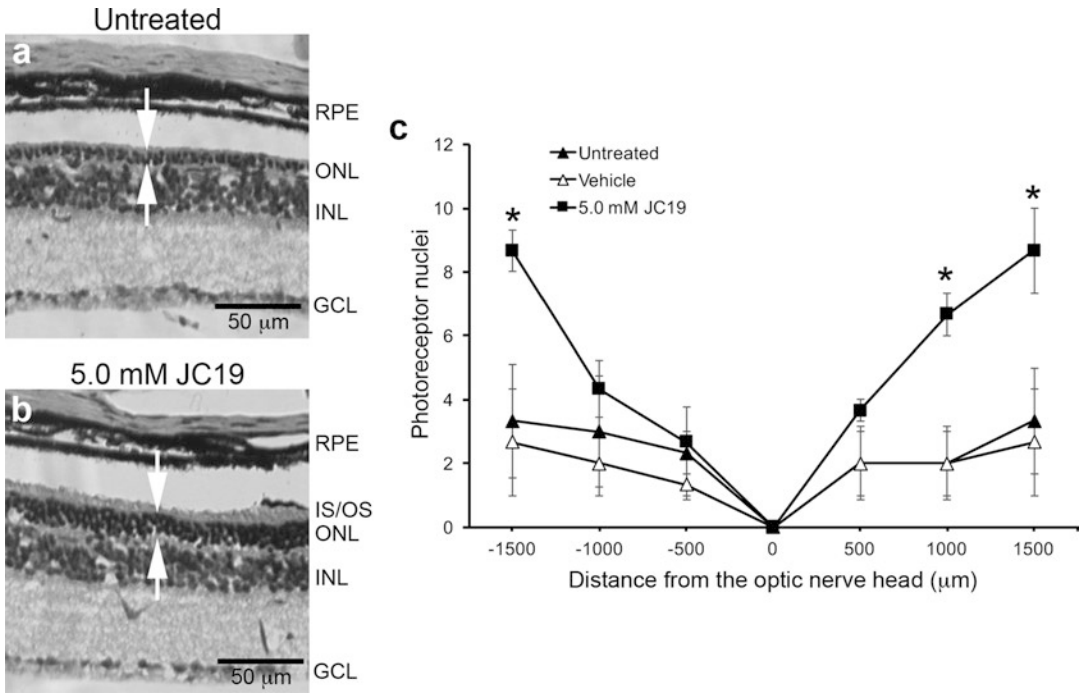 Untreated
a
RPE
ONL
INL
GCL
50 μm
5.0 mM JC19
b
RPE
IS/OS
ONL
INL
GCL
50 μm
c
Untreated
Vehicle
5.0 mM JC19
*
*
*
12
10
8
6
4
2
0
Photoreceptor nuclei
-1500 -1000 -500 0 500 1000 1500
Distance from the optic nerve head (μm)